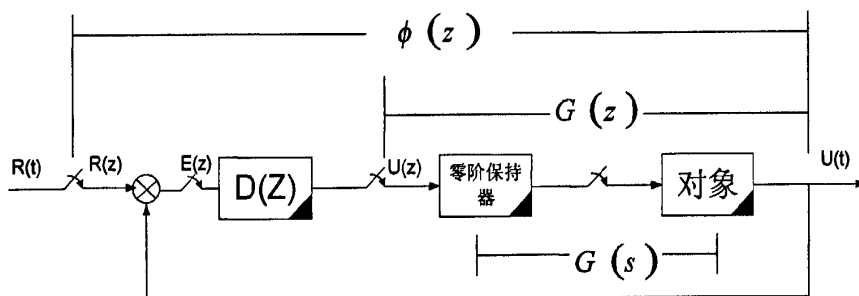 ϕ (z)
G (z)
R(t)
R(z)
E(z)
D(Z)
U(z)
零阶保持
器
对象
U(t)
G (s)